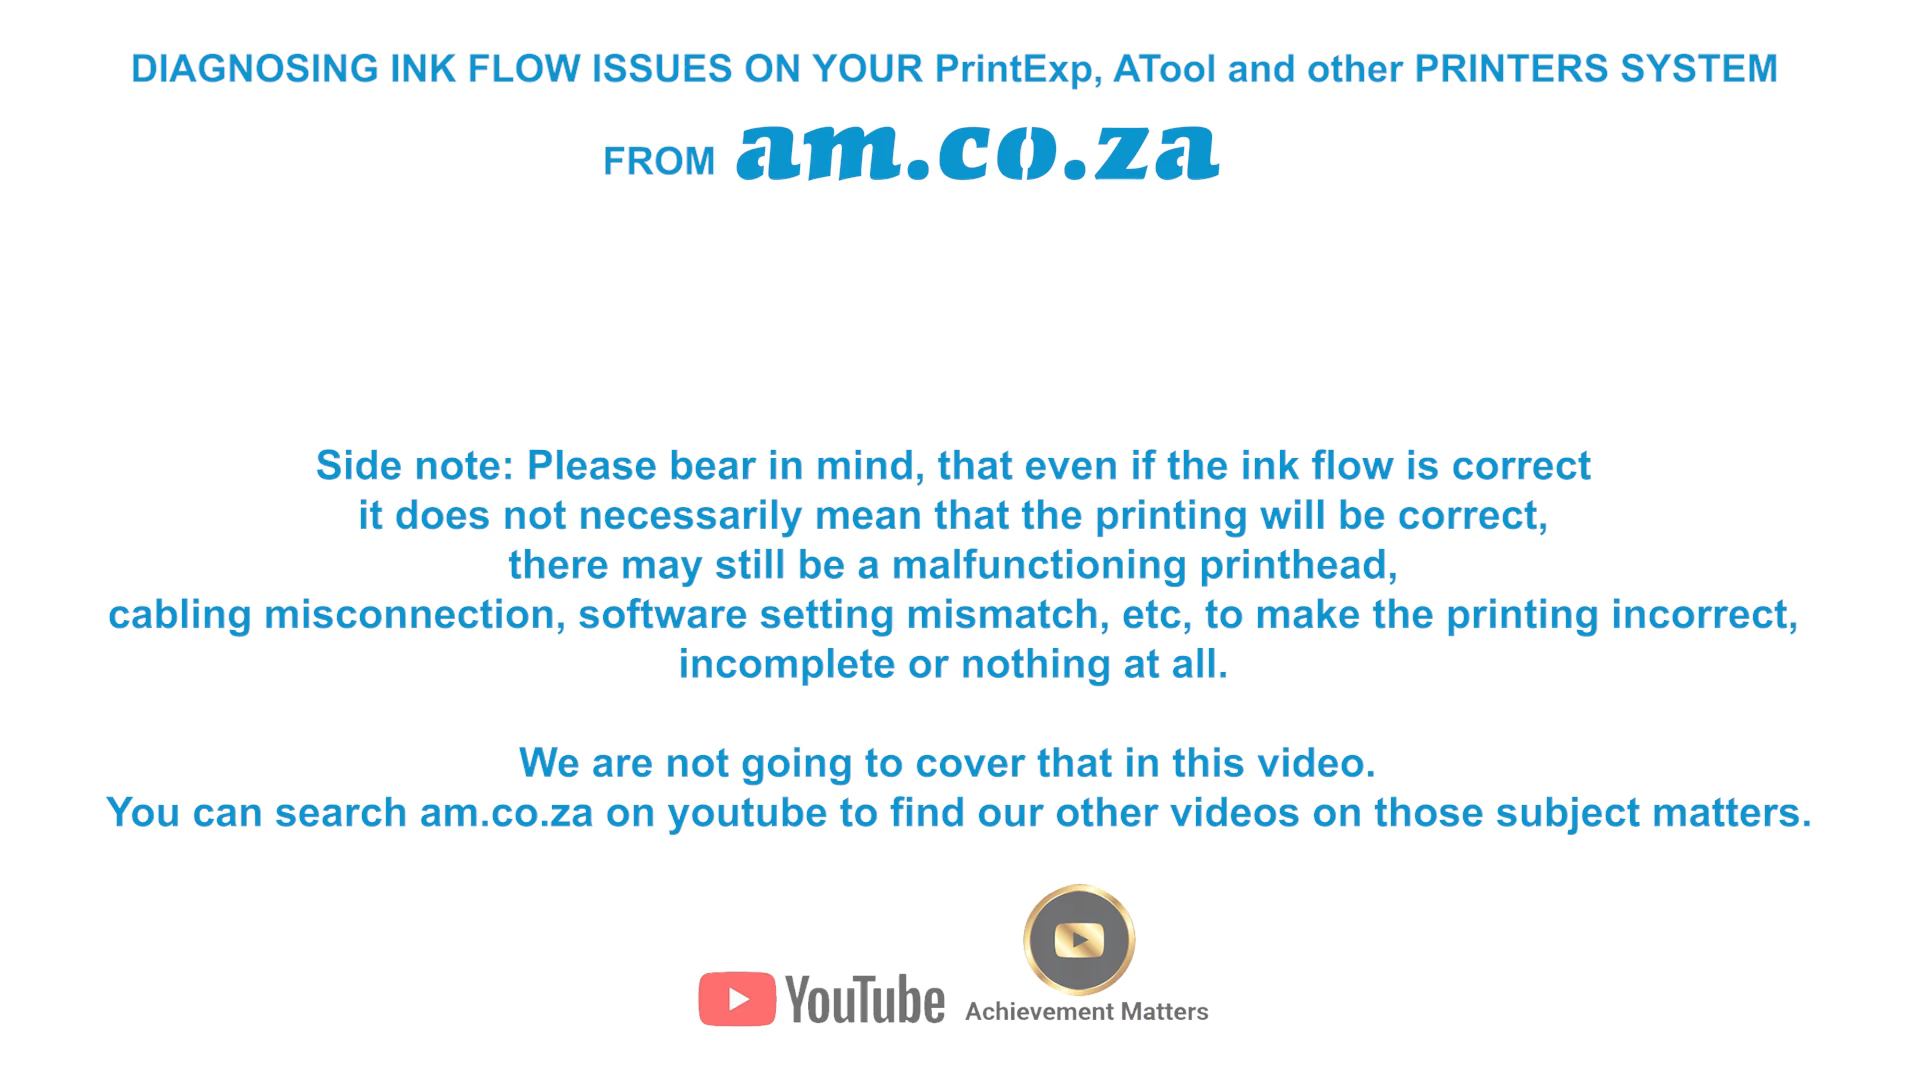 DIAGNOSING INK FLOW ISSUES ON YOUR PrintExp, ATool and other PRINTERS SYSTEM
FROM am.co.za
Side note: Please bear in mind, that even if the ink flow is correct
it does not necessarily mean that the printing will be correct,
there may still be a malfunctioning printhead,
cabling misconnection, software setting mismatch, etc, to make the printing incorrect,
incomplete or nothing at all.
We are not going to cover that in this video.
You can search am.co.za on youtube to find our other videos on those subject matters.
YouTube
Achievement Matters